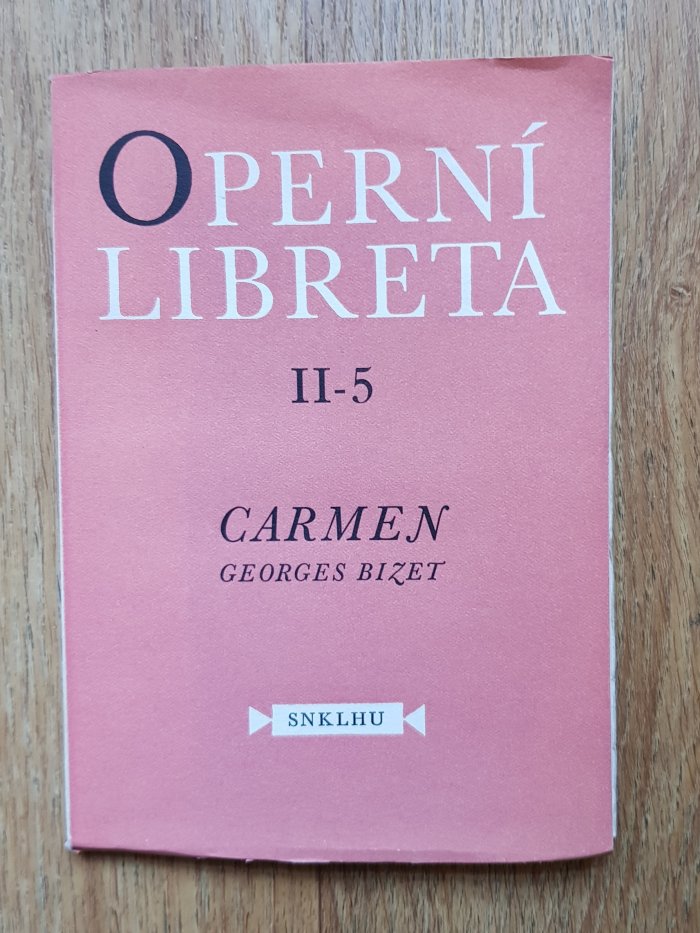 OPERNÍ
LIBRETA
II-5
CARMEN
GEORGES BIZET
SNKLHU